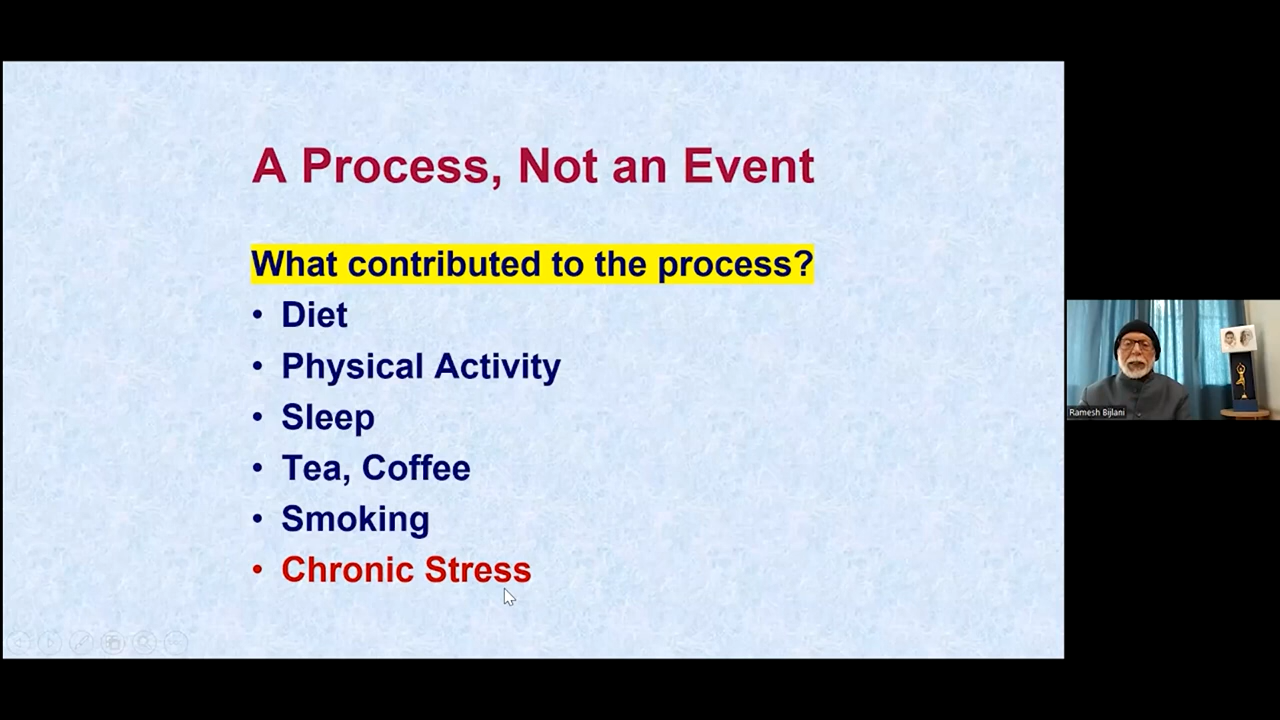 A Process, Not an Event
What contributed to the process?
• Diet
• Physical Activity
• Sleep
• Tea, Coffee
• Smoking
• Chronic Stress
Ramesh Bijlani